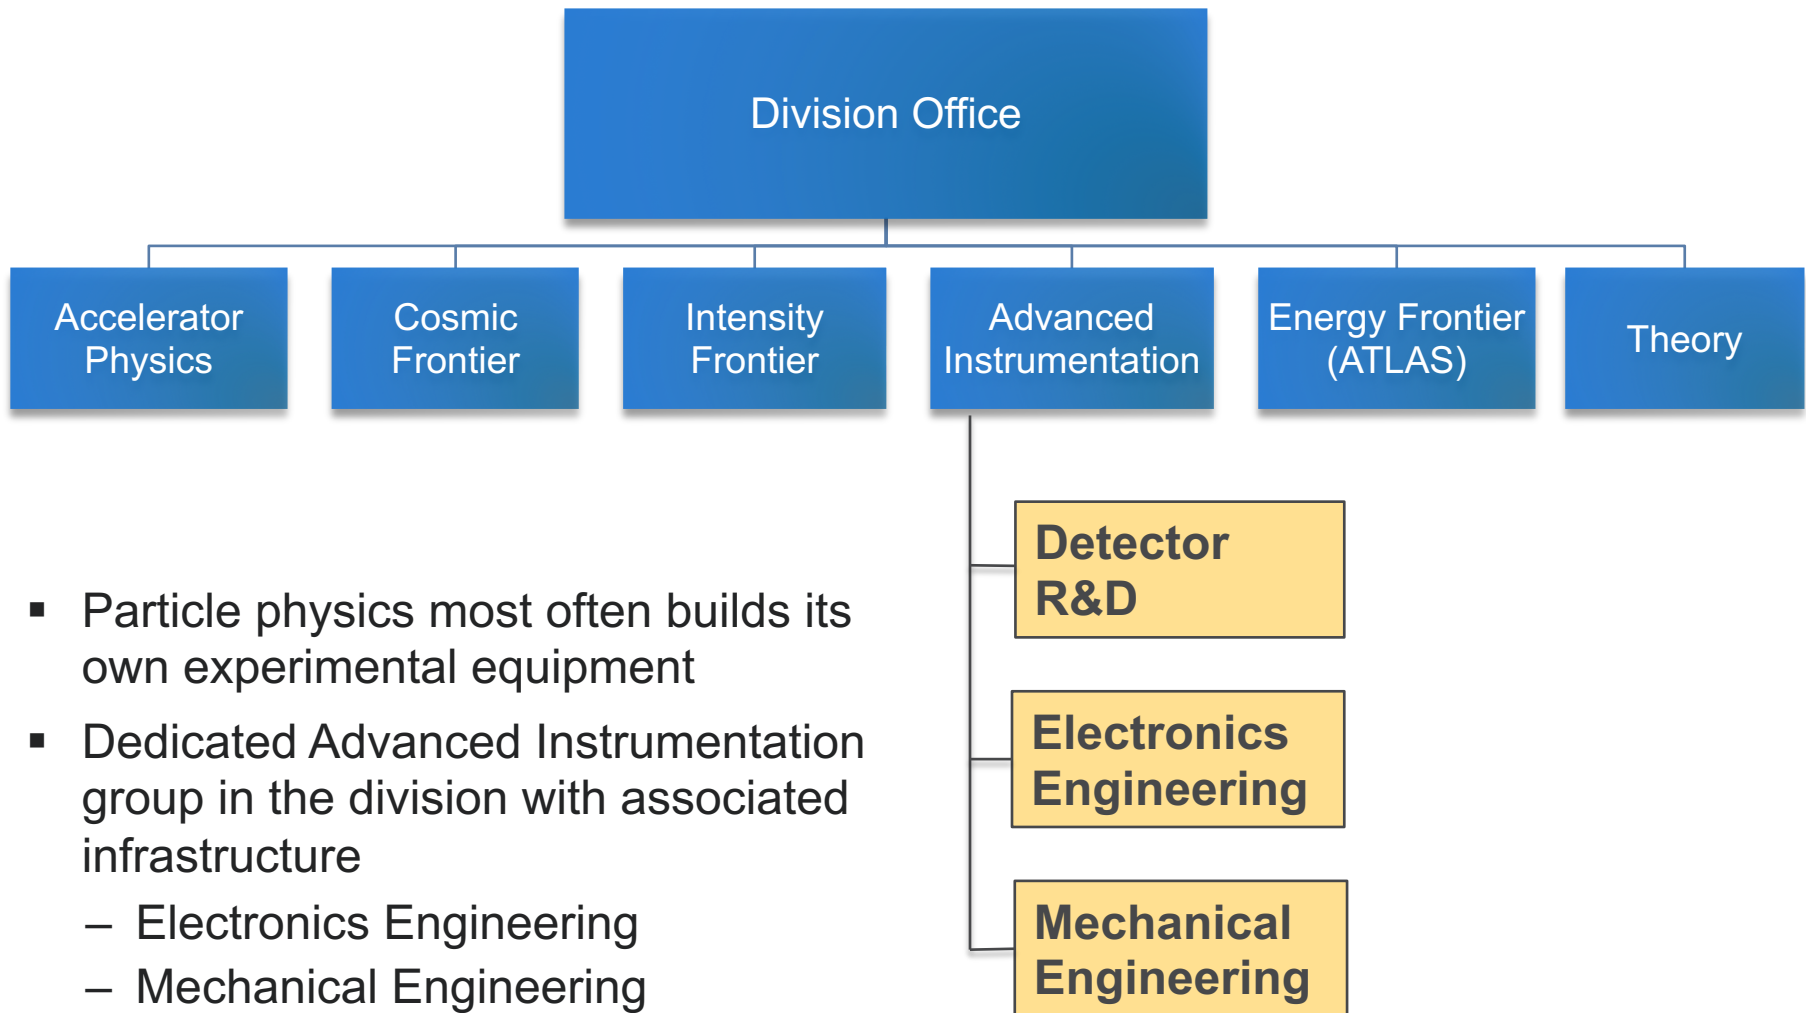 Division Office
Accelerator
Physics
Cosmic
Frontier
Intensity
Frontier
Advanced
Instrumentation
Energy Frontier
(ATLAS)
Theory
Detector
R&D
Electronics
Engineering
Mechanical
Engineering
▪ Particle physics most often builds its
own experimental equipment
▪ Dedicated Advanced Instrumentation
group in the division with associated
infrastructure
– Electronics Engineering
– Mechanical Engineering